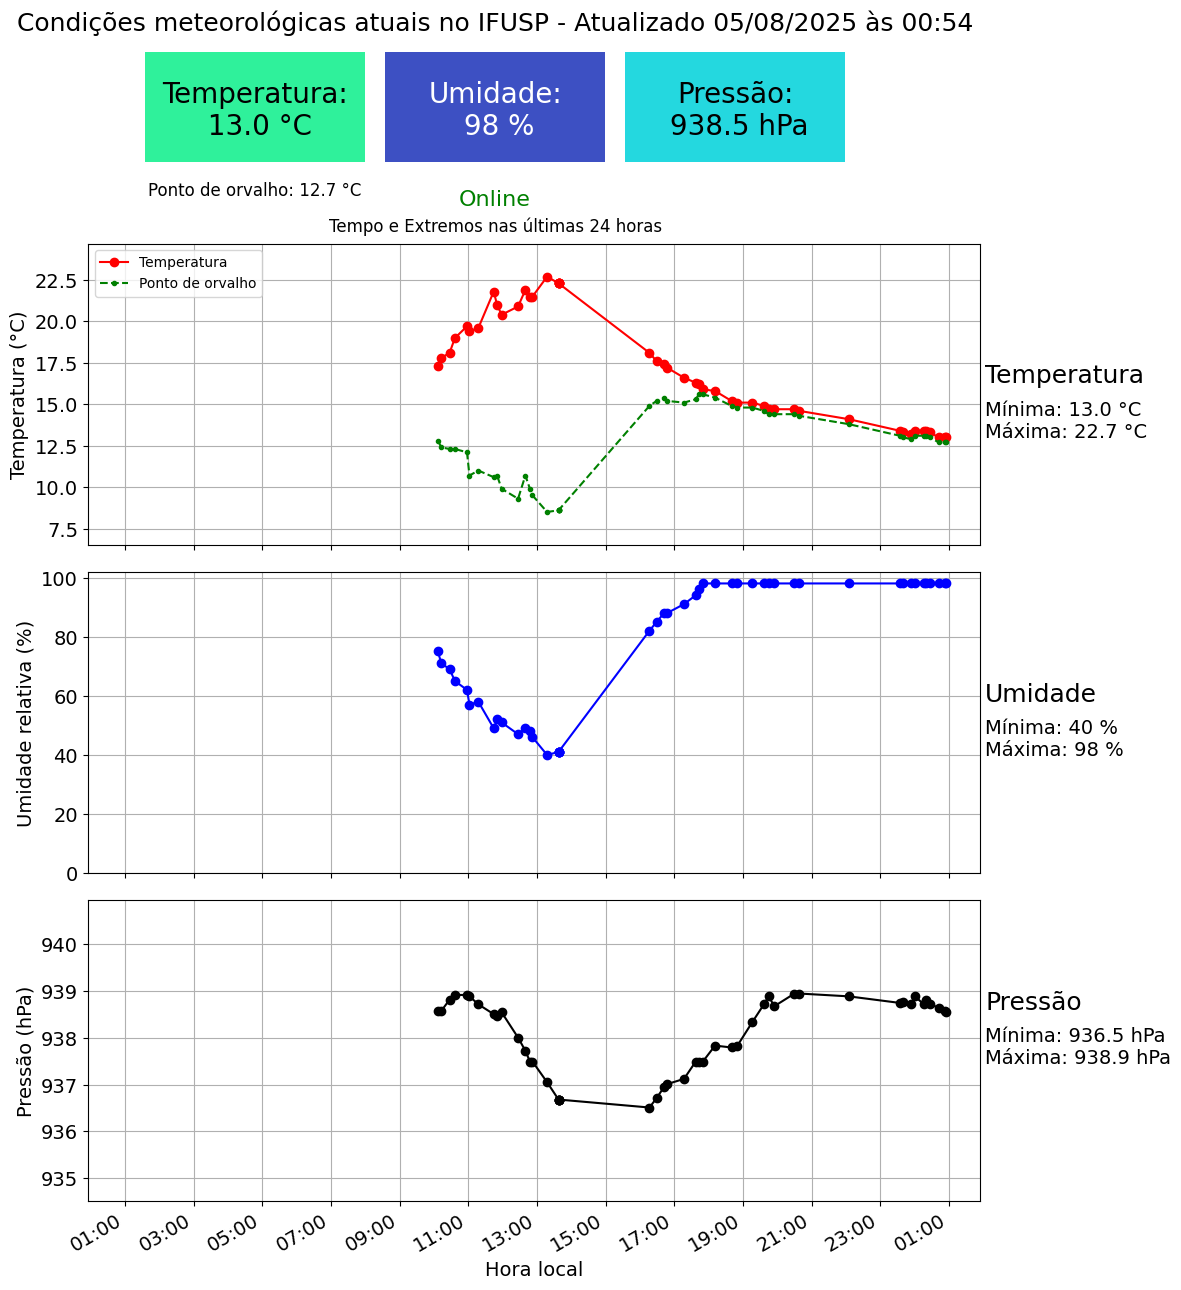 Condições meteorológicas atuais no IFUSP - Atualizado 05/08/2025 às 00:54
Temperatura:
13.0 °C
Umidade:
98 %
Pressão:
938.5 hPa
Ponto de orvalho: 12.7 °C
Online
Tempo e Extremos nas últimas 24 horas
Temperatura
Ponto de orvalho
Temperatura (°C)
22.5
20.0
17.5
15.0
12.5
10.0
7.5
Temperatura
Mínima: 13.0 °C
Máxima: 22.7 °C
Umidade relativa (%)
100
80
60
40
20
0
Umidade
Mínima: 40 %
Máxima: 98 %
Pressão (hPa)
940
939
938
937
936
935
Pressão
Mínima: 936.5 hPa
Máxima: 938.9 hPa
01:00
03:00
05:00
07:00
09:00
11:00
13:00
15:00
17:00
19:00
21:00
23:00
01:00
Hora local